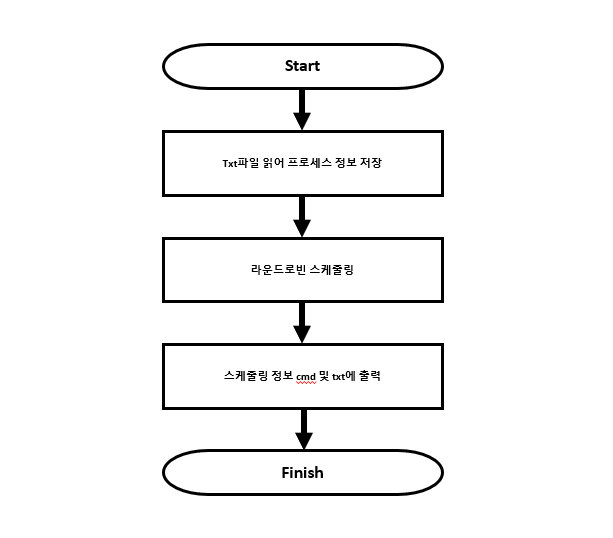 Start
Txt파일 읽어 프로세스 정보 저장
라운드로빈 스케줄링
스케줄링 정보 cmd 및 txt에 출력
Finish